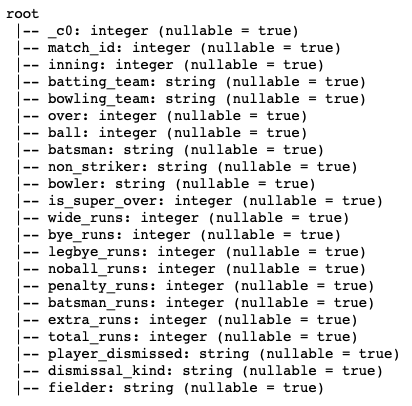 root
 |-- _c0: integer (nullable = true)
 |-- match_id: integer (nullable = true)
 |-- inning: integer (nullable = true)
 |-- batting_team: string (nullable = true)
 |-- bowling_team: string (nullable = true)
 |-- over: integer (nullable = true)
 |-- ball: integer (nullable = true)
 |-- batsman: string (nullable = true)
 |-- non_striker: string (nullable = true)
 |-- bowler: string (nullable = true)
 |-- is_super_over: integer (nullable = true)
 |-- wide_runs: integer (nullable = true)
 |-- bye_runs: integer (nullable = true)
 |-- legbye_runs: integer (nullable = true)
 |-- noball_runs: integer (nullable = true)
 |-- penalty_runs: integer (nullable = true)
 |-- batsman_runs: integer (nullable = true)
 |-- extra_runs: integer (nullable = true)
 |-- total_runs: integer (nullable = true)
 |-- player_dismissed: string (nullable = true)
 |-- dismissal_kind: string (nullable = true)
 |-- fielder: string (nullable = true)